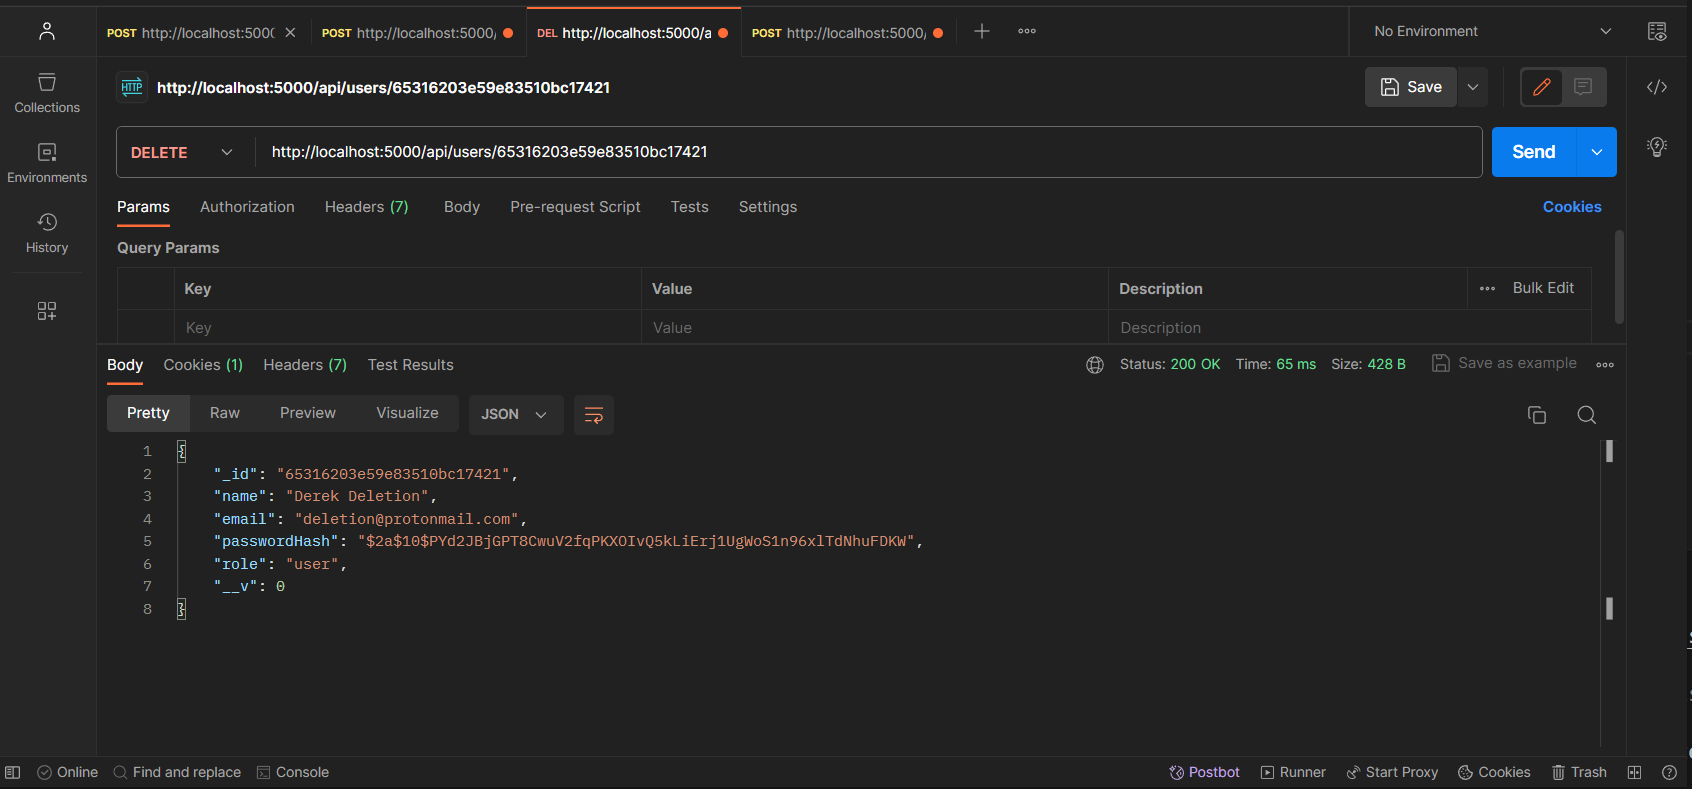 POST http://localhost:5000
POST http://localhost:5000/
DEL http://localhost:5000/a
POST http://localhost:5000/
No Environment
HTTP http://localhost:5000/api/users/65316203e59e83510bc17421
Save
Collections
Environments
History
DELETE http://localhost:5000/api/users/65316203e59e83510bc17421 Send
Params Authorization Headers (7) Body Pre-request Script Tests Settings Cookies
Query Params
Key Value Description Bulk Edit
Key Value Description
Body Cookies (1) Headers (7) Test Results Status: 200 OK Time: 65 ms Size: 428 B Save as example
Pretty Raw Preview Visualize JSON
1 {
2 "_id": "65316203e59e83510bc17421",
3 "name": "Derek Deletion",
4 "email": "deletion@protonmail.com",
5 "passwordHash": "$2a$10$PYd2JBjGPT8CwuV2fqPKXOIvQ5kLiErj1UgWoS1n96xlTdNhuFDKW",
6 "role": "user",
7 "__v": 0
8 }
Online Find and replace Console Postbot Runner Start Proxy Cookies Trash